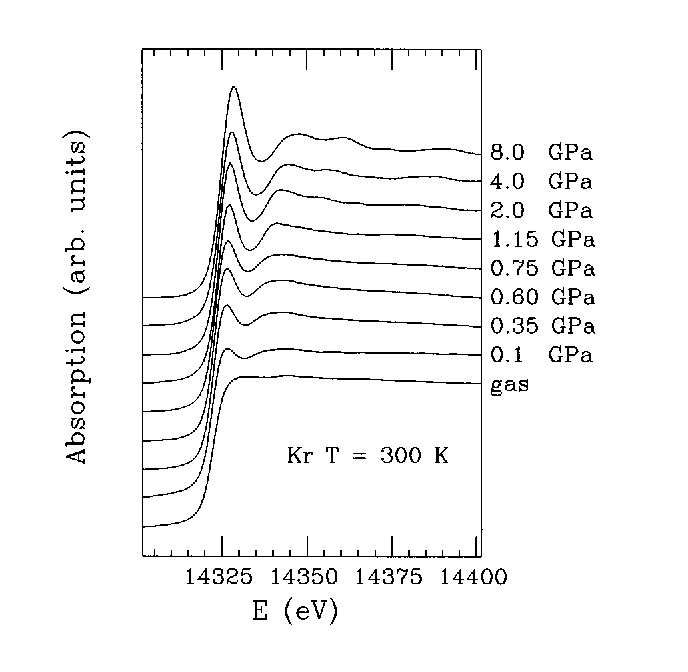 8.0 GPa
4.0 GPa
2.0 GPa
1.15 GPa
0.75 GPa
0.60 GPa
0.35 GPa
0.1 GPa
gas
Absorption (arb. units)
Kr T = 300 K
14325 14350 14375 14400
E (eV)